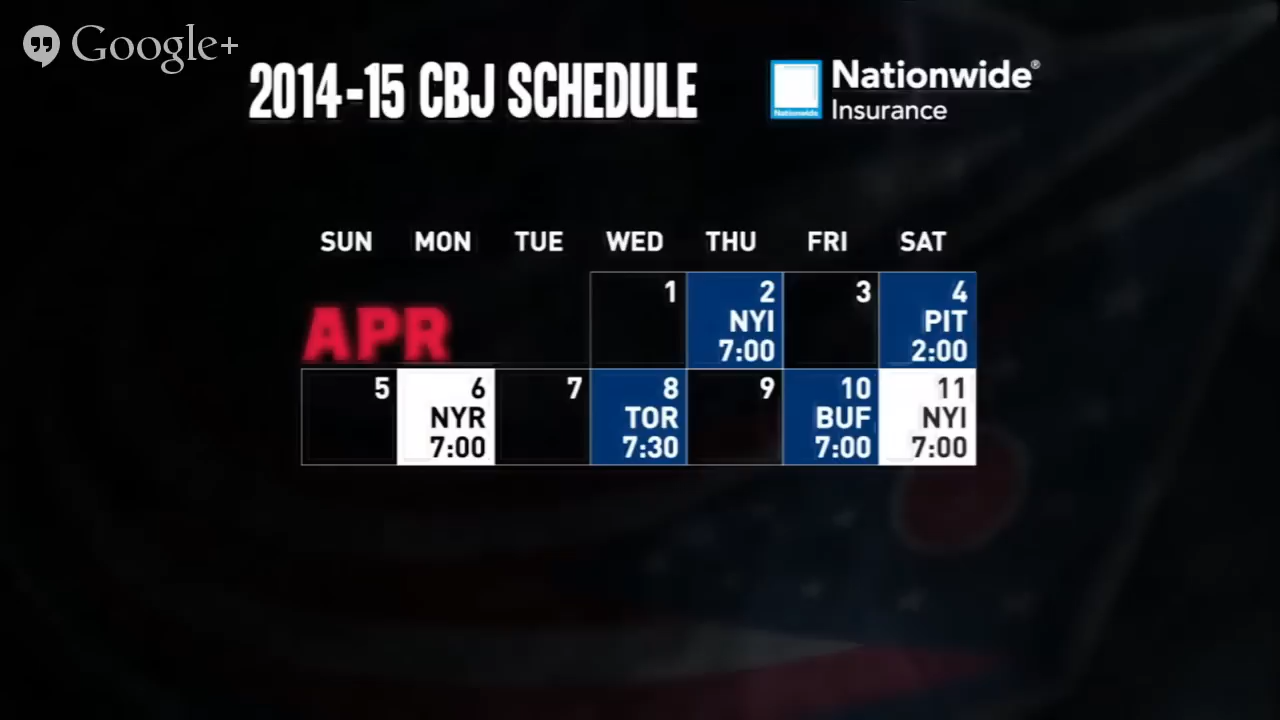 Google+
2014-15 CBJ SCHEDULE
Nationwide®
Nationwide
Insurance
SUN MON TUE WED THU FRI SAT
APR
1 2 3 4
NYI PIT
7:00 2:00
5 6 7 8 9 10 11
NYR TOR BUF NYI
7:00 7:30 7:00 7:00